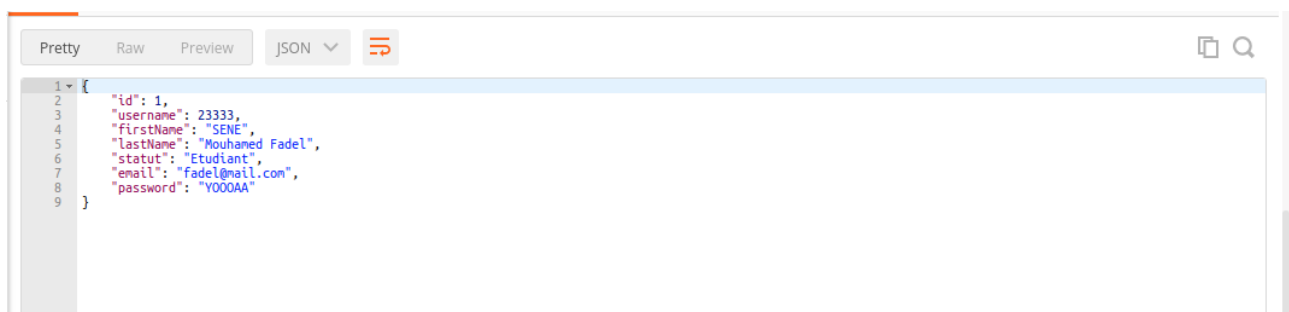 Pretty Raw Preview JSON
1 {
2 "id": 1,
3 "username": 23333,
4 "firstName": "SENE",
5 "lastName": "Mouhamed Fadel",
6 "statut": "Etudiant",
7 "email": "fadel@mail.com",
8 "password": "YOOOAA"
9 }